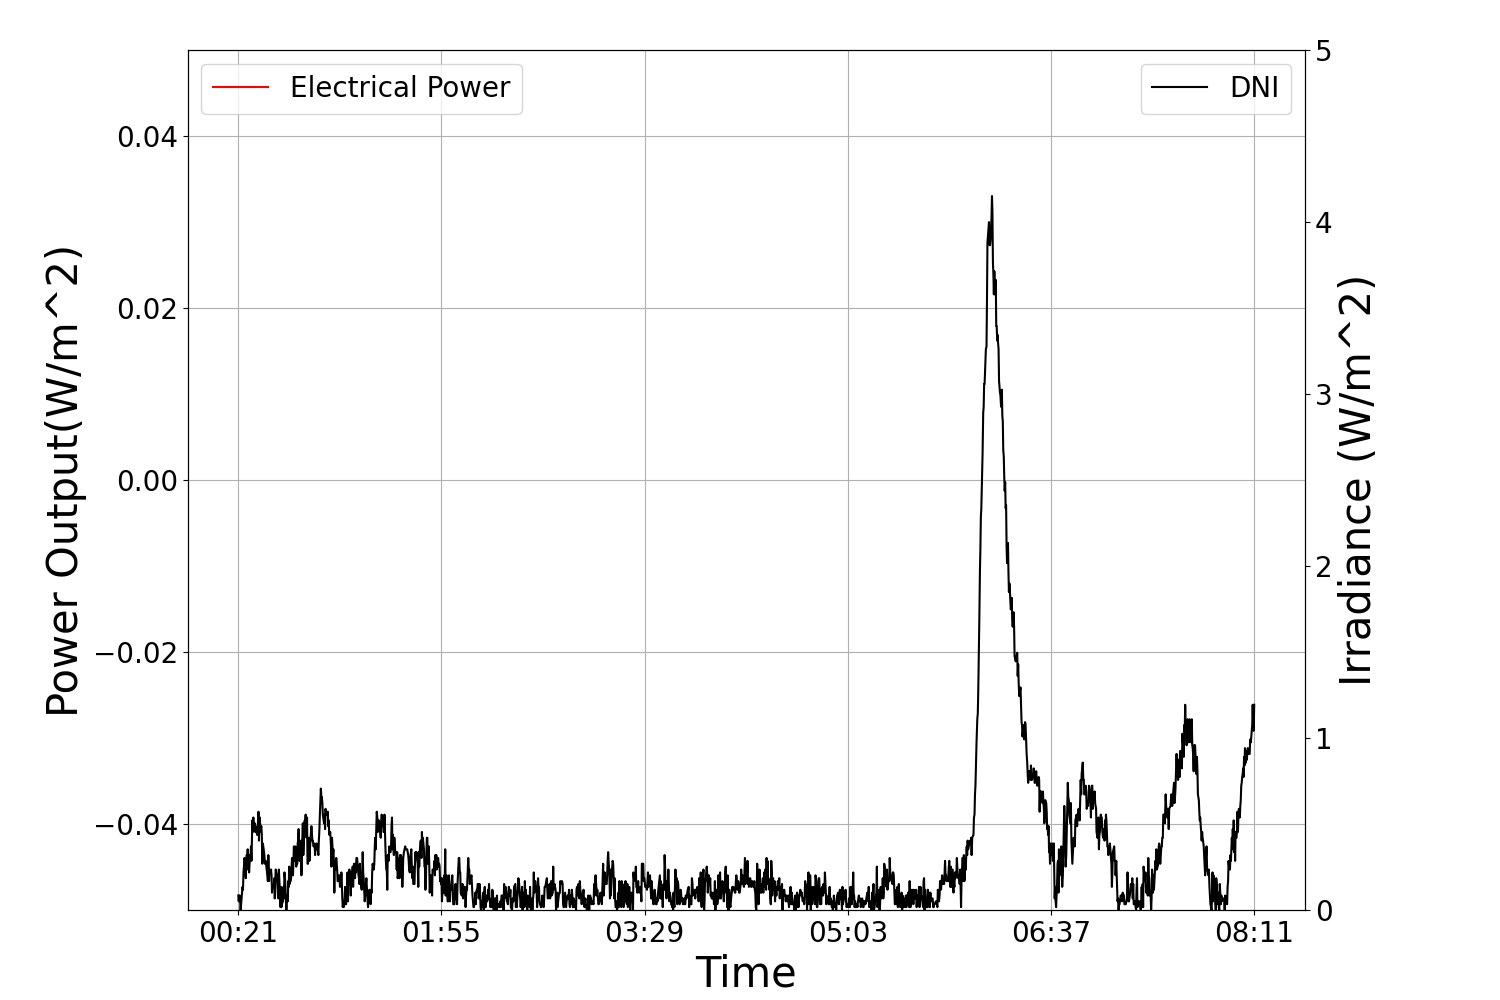 Electrical Power
DNI
Power Output(W/m^2)
0.04
0.02
0.00
−0.02
−0.04
5
4
3
2
1
0
Irradiance (W/m^2)
00:21 01:55 03:29 05:03 06:37 08:11
Time